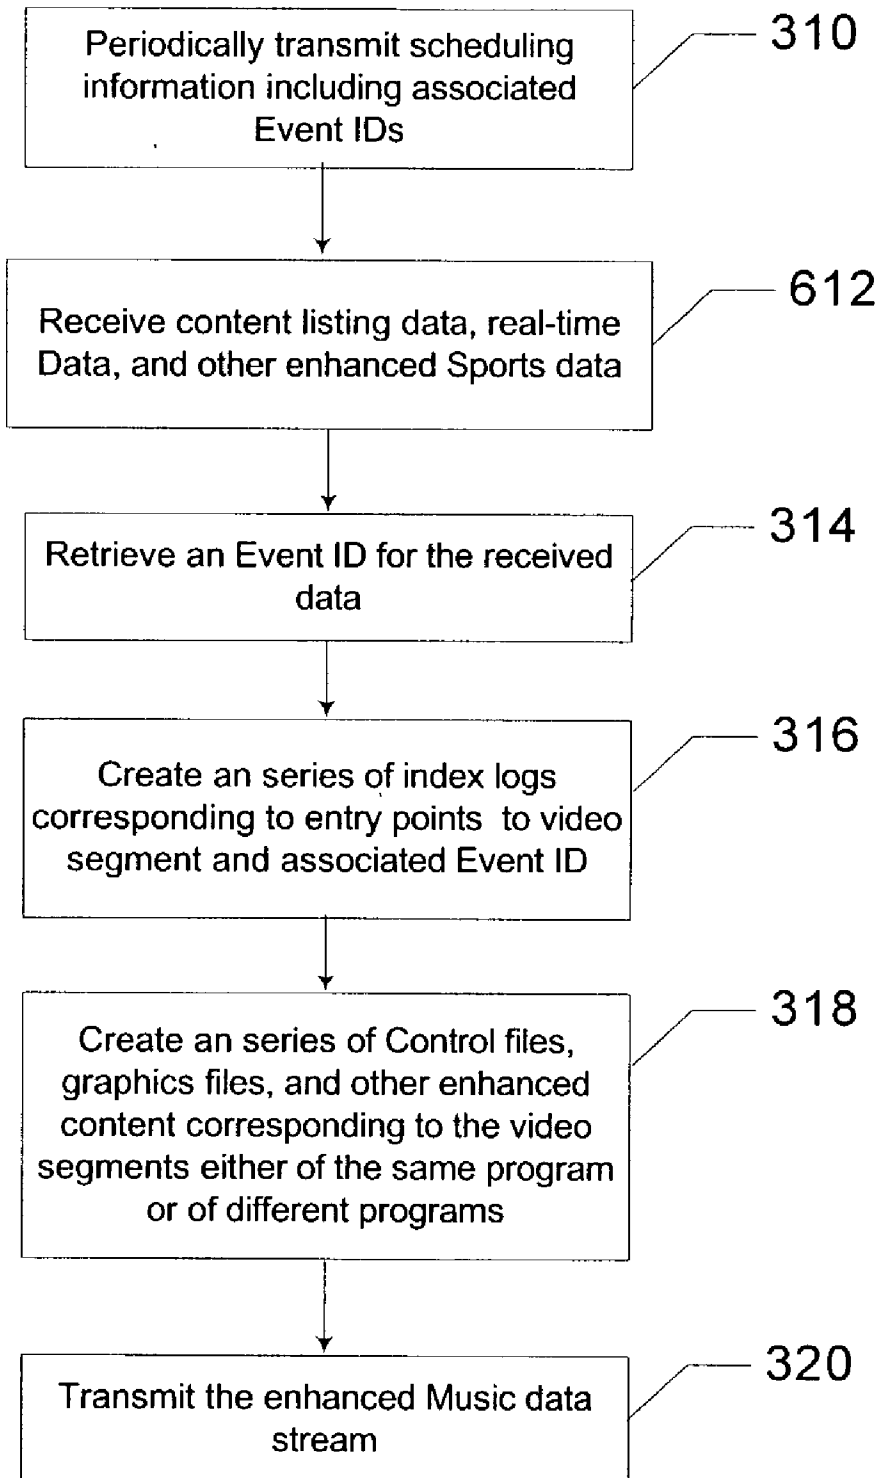 Periodically transmit scheduling
information including associated
Event IDs
310
Receive content listing data, real-time
Data, and other enhanced Sports data
612
Retrieve an Event ID for the received
data
314
Create an series of index logs
corresponding to entry points to video
segment and associated Event ID
316
Create an series of Control files,
graphics files, and other enhanced
content corresponding to the video
segments either of the same program
or of different programs
318
Transmit the enhanced Music data
stream
320